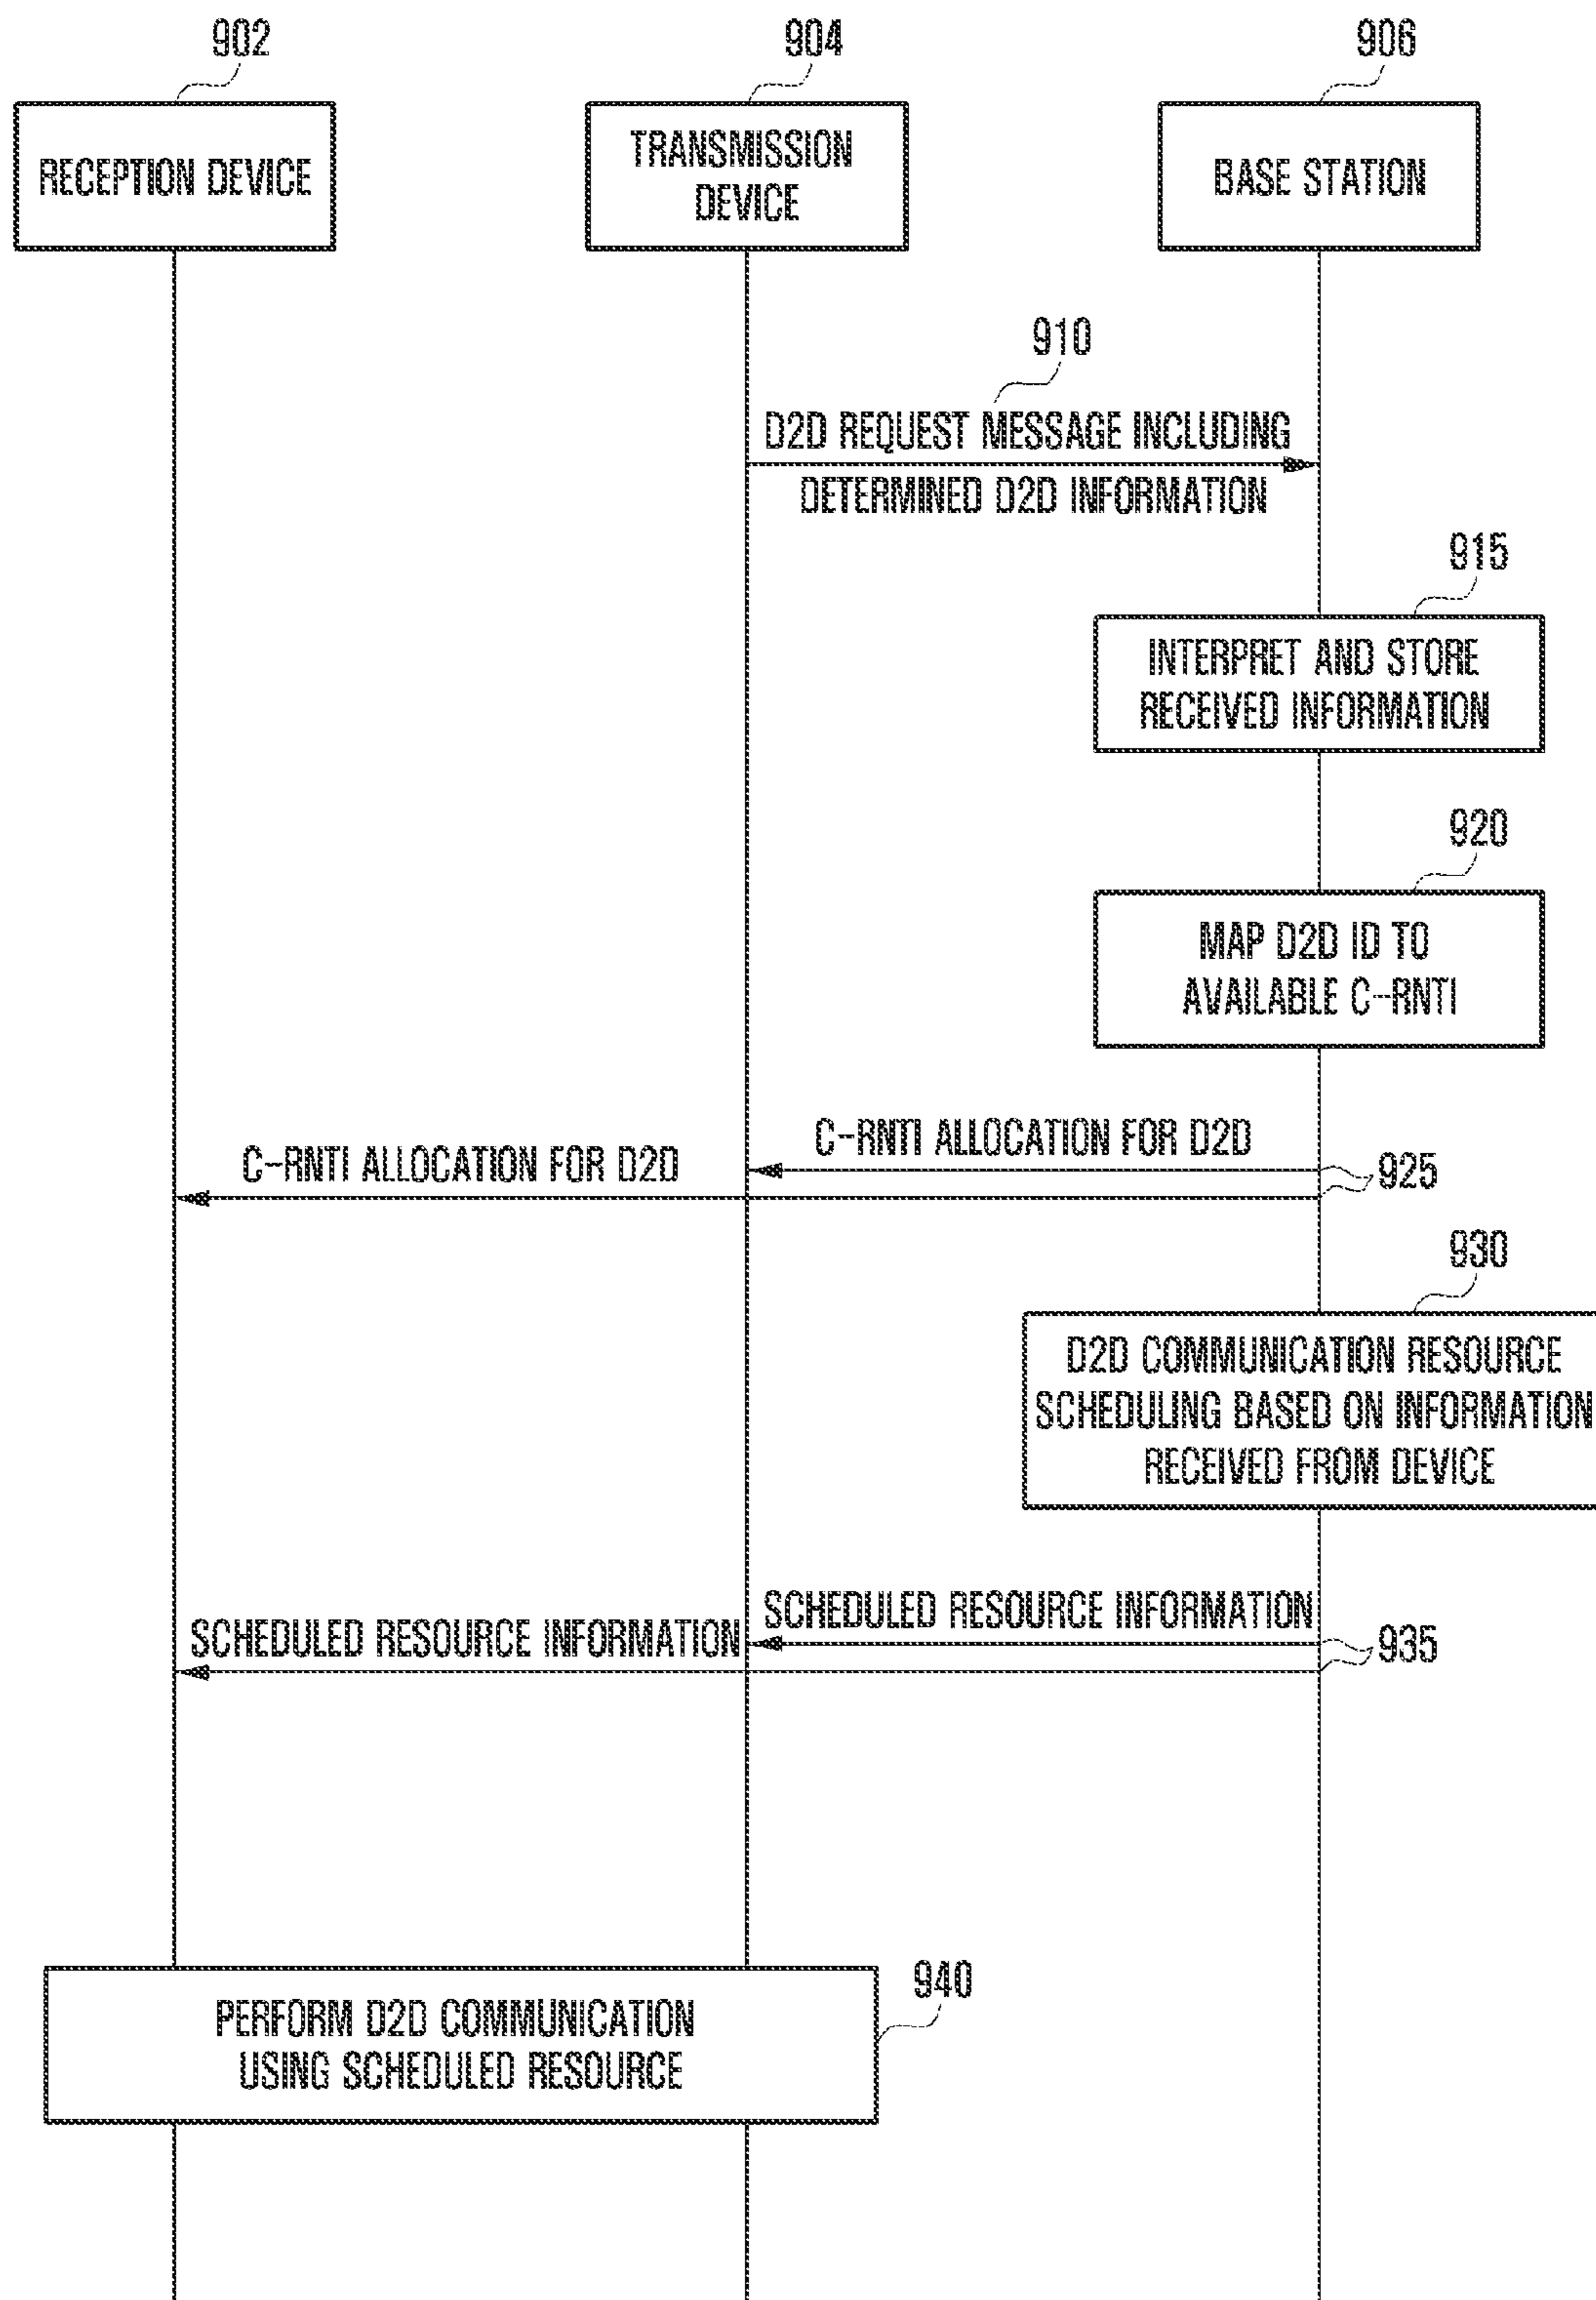 902
904
906
RECEPTION DEVICE
TRANSMISSION
DEVICE
BASE STATION
910
D2D REQUEST MESSAGE INCLUDING
DETERMINED D2D INFORMATION
915
INTERPRET AND STORE
RECEIVED INFORMATION
920
MAP D2D ID TO
AVAILABLE C-RNTI
C-RNTI ALLOCATION FOR D2D
C-RNTI ALLOCATION FOR D2D
925
930
D2D COMMUNICATION RESOURCE
SCHEDULING BASED ON INFORMATION
RECEIVED FROM DEVICE
SCHEDULED RESOURCE INFORMATION
SCHEDULED RESOURCE INFORMATION
935
940
PERFORM D2D COMMUNICATION
USING SCHEDULED RESOURCE